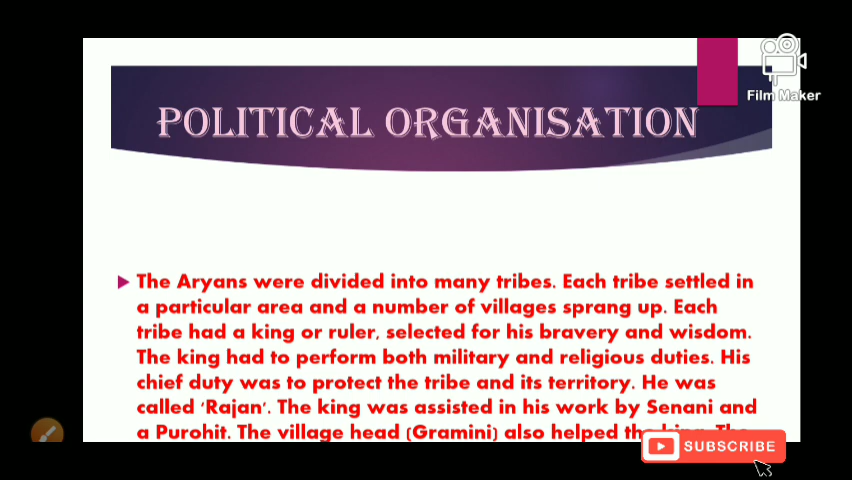 Film Maker
POLITICAL ORGANISATION
The Aryans were divided into many tribes. Each tribe settled in
a particular area and a number of villages sprang up. Each
tribe had a king or ruler, selected for his bravery and wisdom.
The king had to perform both military and religious duties. His
chief duty was to protect the tribe and its territory. He was
called ‘Rajan’. The king was assisted in his work by Senani and
a Purohit. The village head (Gramini) also helped the king. The
SUBSCRIBE